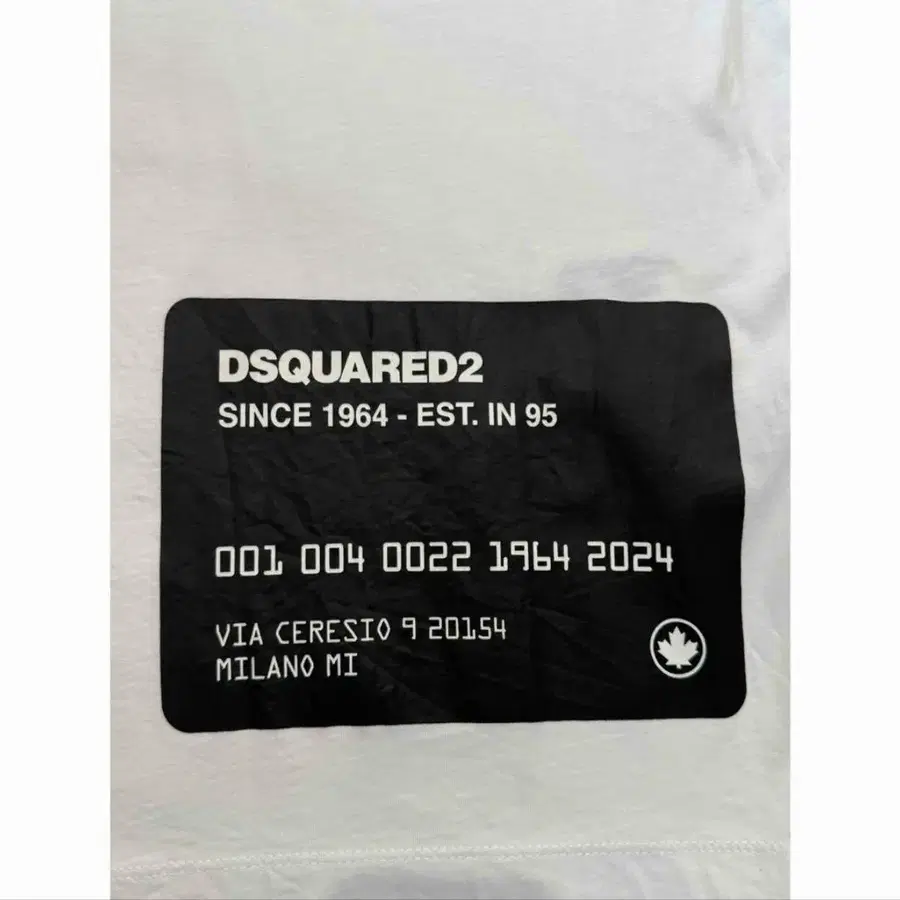 DSQUARED2
SINCE 1964 - EST. IN 95
001 004 0022 1964 2024
VIA CERESIO 9 20154
MILANO MI